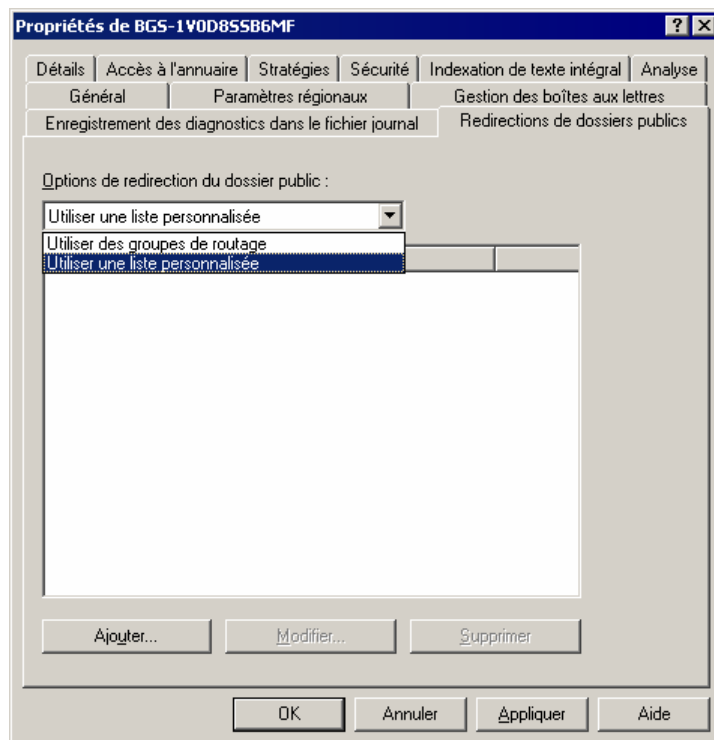 Propriétés de BGS-1V0D8SSB6MF
Détails Accès à l'annuaire Stratégies Sécurité Indexation de texte intégral Analyse
Général Paramètres régionaux Gestion des boîtes aux lettres
Enregistrement des diagnostics dans le fichier journal Redirections de dossiers publics
Options de redirection du dossier public :
Utiliser une liste personnalisée
Utiliser des groupes de routage
Utiliser une liste personnalisée
Ajouter... Modifier... Supprimer
OK Annuler Appliquer Aide